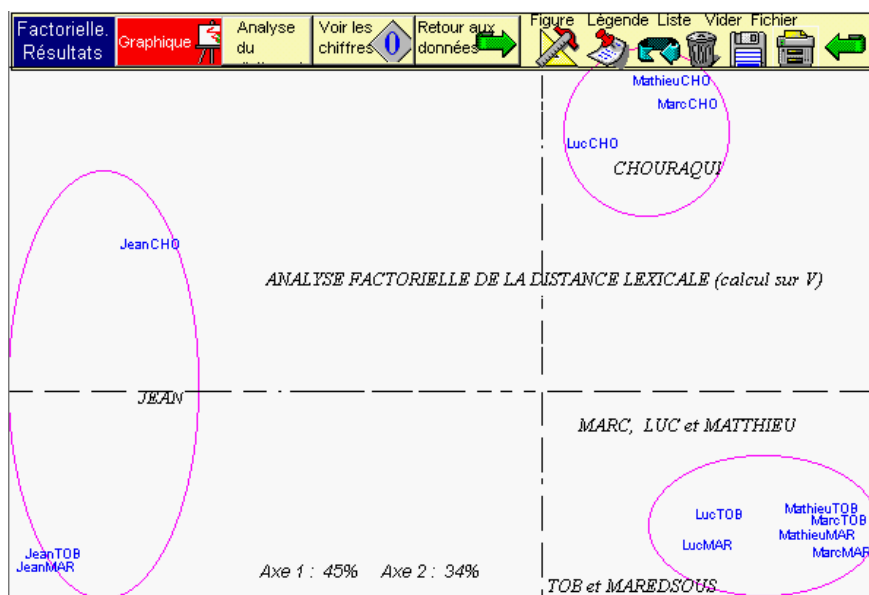 Factorielle. Résultats
Graphique
Analyse du
Voir les chiffres
0
Retour aux données
Figure Légende Liste Vider Fichier
MathieuCHO
MarcCHO
LucCHO
CHOURAQUI
JeanCHO
ANALYSE FACTORIELLE DE LA DISTANCE LEXICALE (calcul sur V)
JEAN
MARC, LUC et MATTHIEU
LucTOB
MathieuTOB
MarcTOB
MathieuMAR
LucMAR
MarcMAR
JeanTOB
JeanMAR
Axe 1 : 45% Axe 2 : 34%
TOB et MAREDSOUS